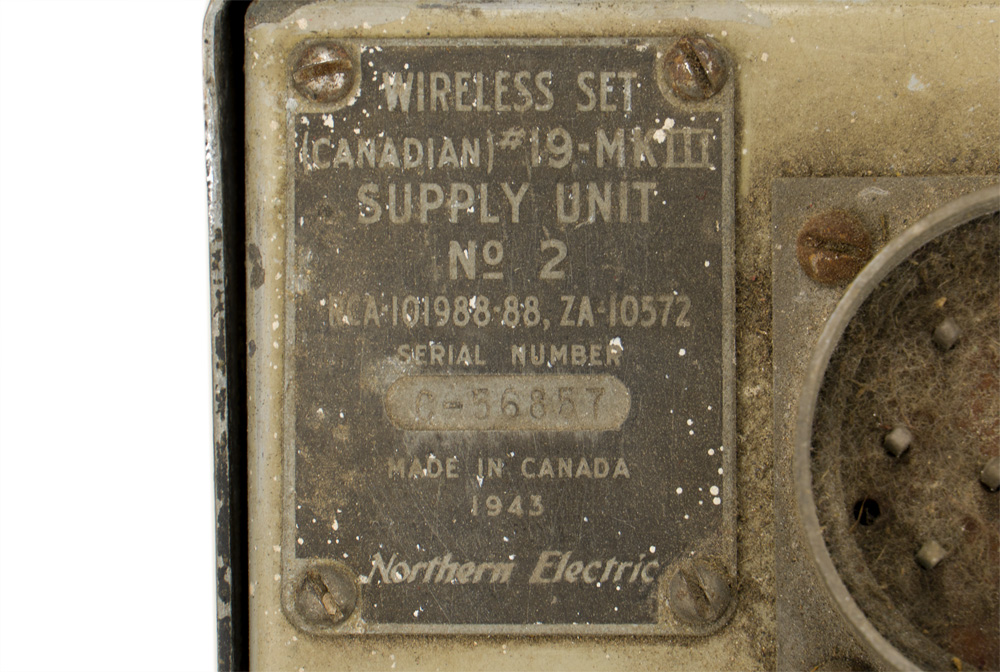 WIRELESS SET
(CANADIAN) #19-MK III
SUPPLY UNIT
Nº 2
RCA-101988-88, ZA-10572
SERIAL NUMBER
C-56857
MADE IN CANADA
1943
Northern Electric